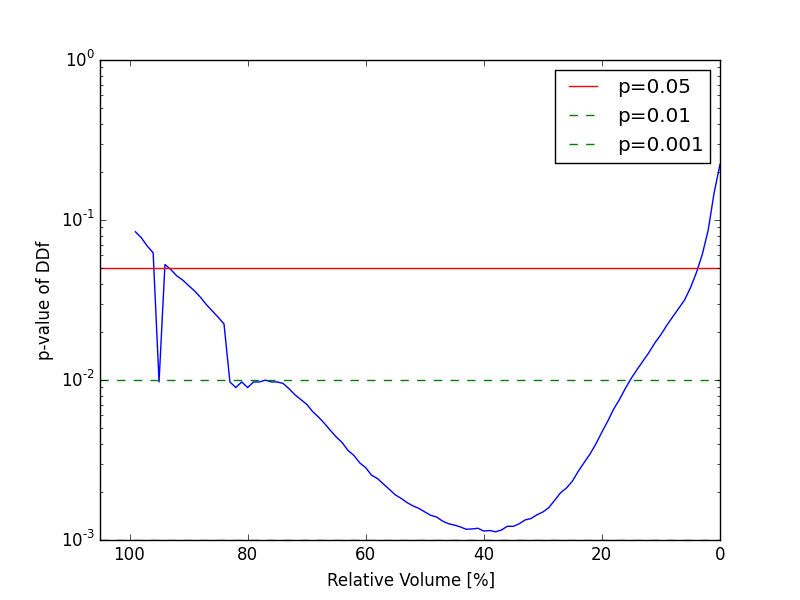 10^0
p=0.05
p=0.01
p=0.001
10^-1
p-value of DDf
10^-2
10^-3
100 80 60 40 20 0
Relative Volume [%]